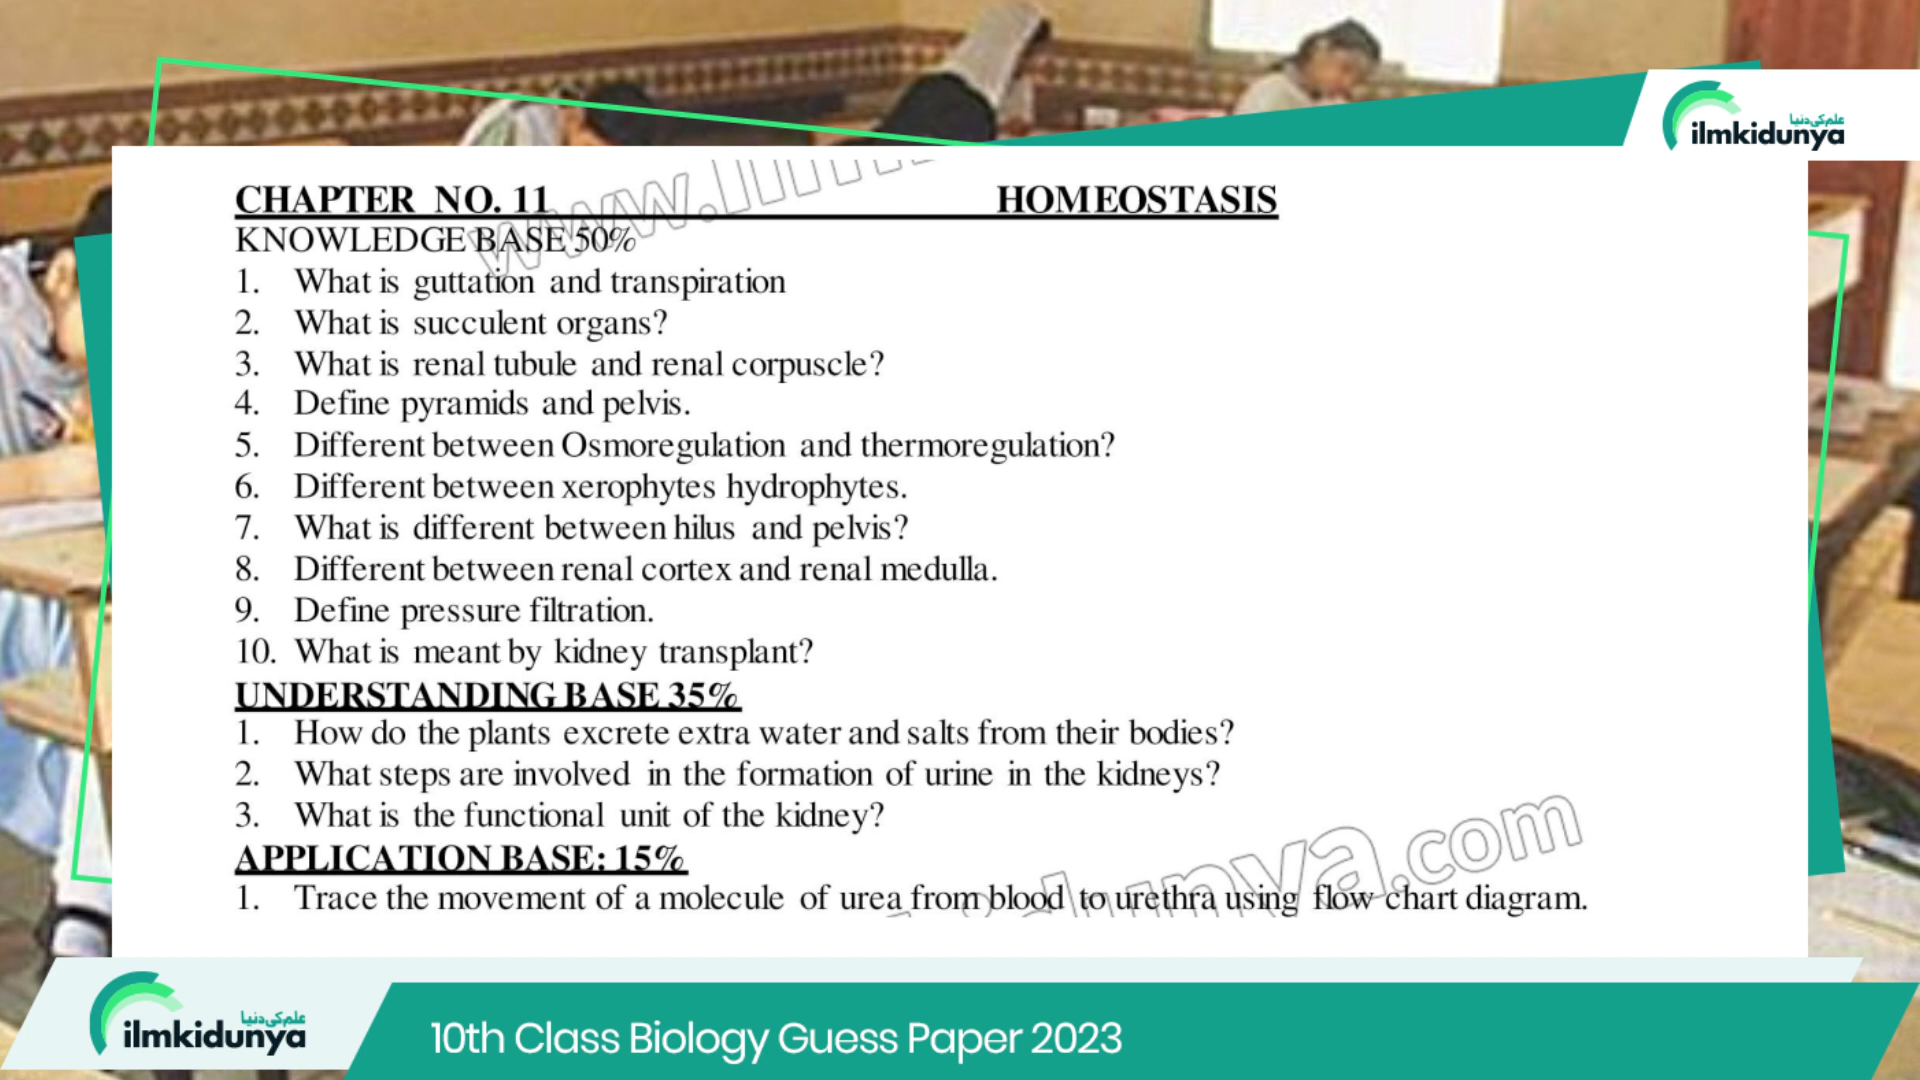 علم کی دنیا
ilmkidunya
CHAPTER NO. 11 HOMEOSTASIS
KNOWLEDGE BASE 50%
1. What is guttation and transpiration
2. What is succulent organs?
3. What is renal tubule and renal corpuscle?
4. Define pyramids and pelvis.
5. Different between Osmoregulation and thermoregulation?
6. Different between xerophytes hydrophytes.
7. What is different between hilus and pelvis?
8. Different between renal cortex and renal medulla.
9. Define pressure filtration.
10. What is meant by kidney transplant?
UNDERSTANDING BASE 35%
1. How do the plants excrete extra water and salts from their bodies?
2. What steps are involved in the formation of urine in the kidneys?
3. What is the functional unit of the kidney?
APPLICATION BASE: 15%
1. Trace the movement of a molecule of urea from blood to urethra using flow chart diagram.
علم کی دنیا
ilmkidunya
10th Class Biology Guess Paper 2023